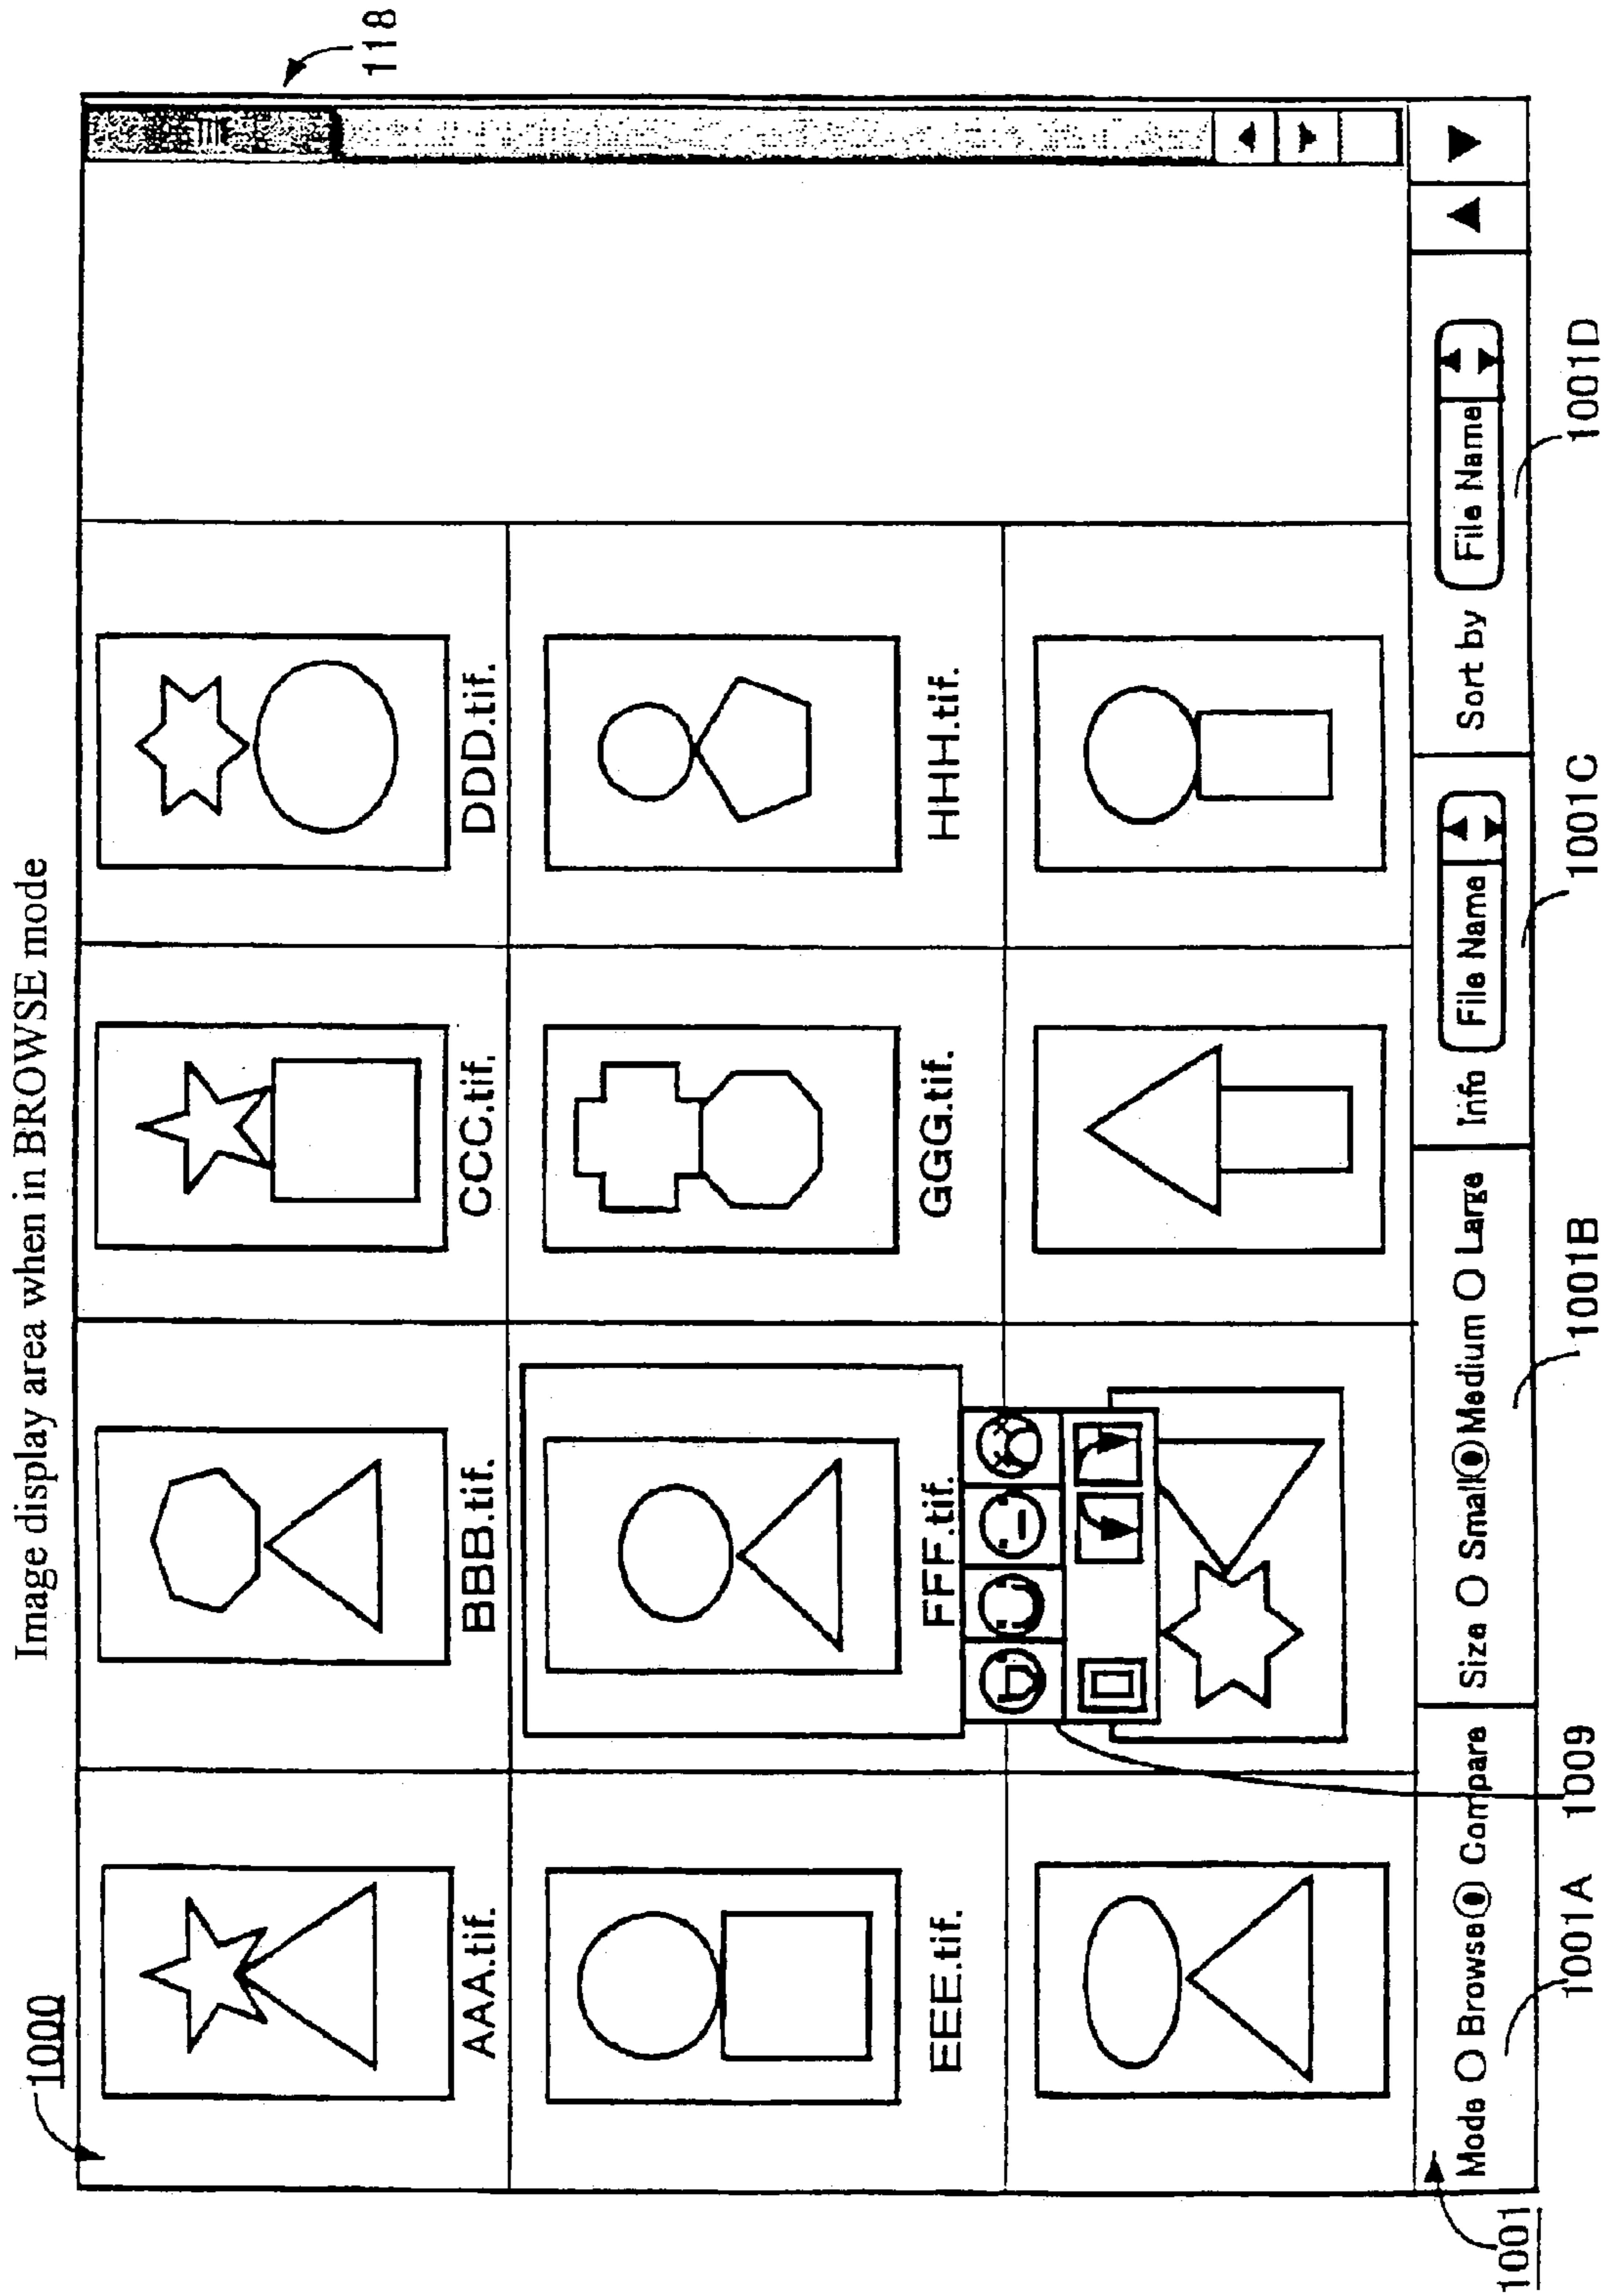 Image display area when in BROWSE mode
1000
118
AAA.tif.
BBB.tif.
CCC.tif.
DDD.tif.
EEE.tif.
FFF.tif.
GGG.tif.
HHH.tif.
Mode Browse Compare
Size Small Medium Large
Info File Name
Sort by File Name
1001
1001A
1009
1001B
1001C
1001D